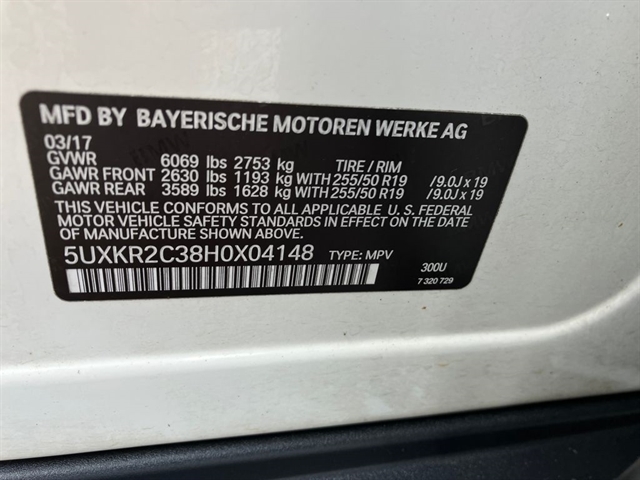 MFD BY BAYERISCHE MOTOREN WERKE AG
03/17
GVWR 6069 lbs 2753 kg TIRE / RIM
GAWR FRONT 2630 lbs 1193 kg WITH 255/50 R19 /9.0J x 19
GAWR REAR 3589 lbs 1628 kg WITH 255/50 R19 /9.0J x 19
THIS VEHICLE CONFORMS TO ALL APPLICABLE U. S. FEDERAL
MOTOR VEHICLE SAFETY STANDARDS IN EFFECT ON THE DATE
OF MANUFACTURE SHOWN ABOVE.
5UXKR2C38H0X04148 TYPE: MPV
300U
7 320 729